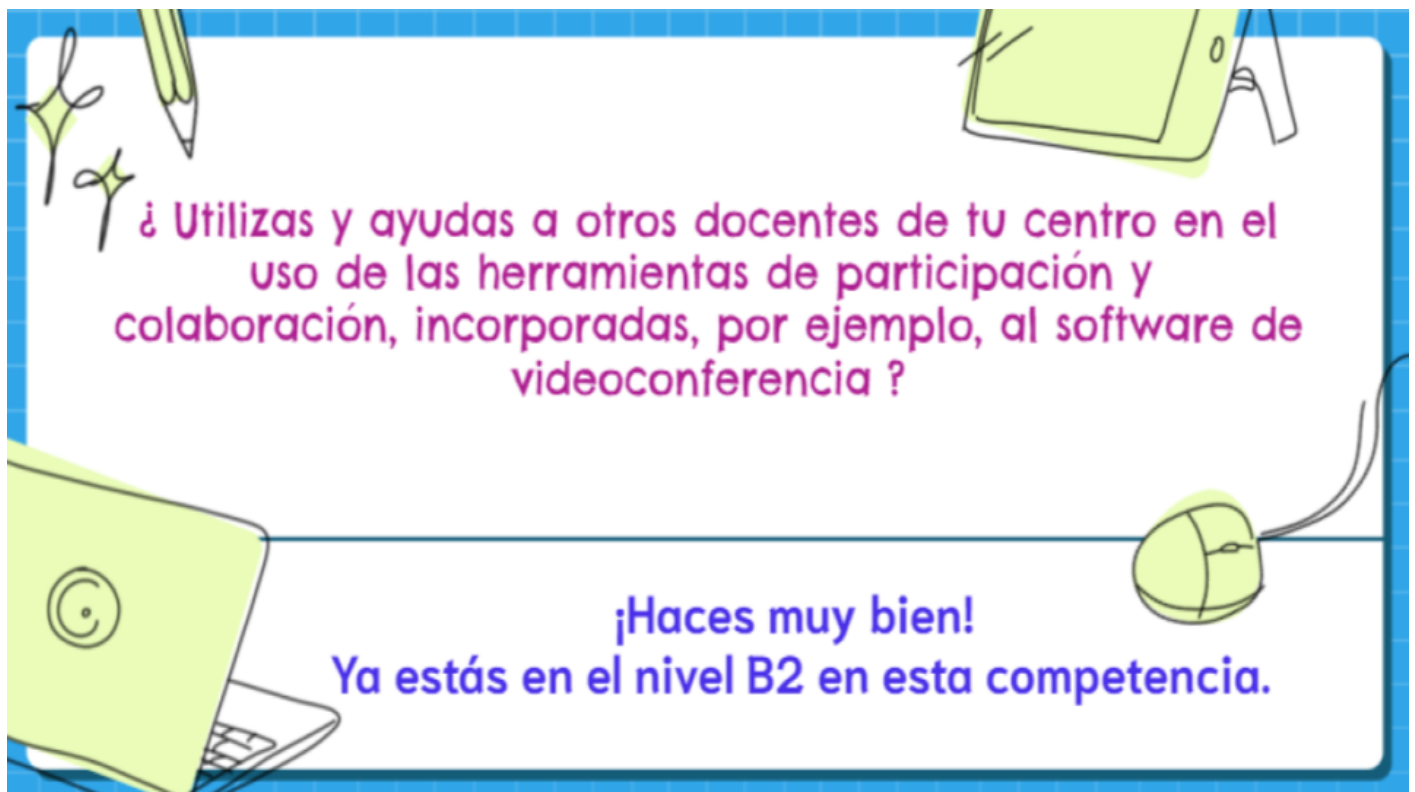 ¿ Utilizas y ayudas a otros docentes de tu centro en el
uso de las herramientas de participación y
colaboración, incorporadas, por ejemplo, al software de
videoconferencia ?
¡Haces muy bien!
Ya estás en el nivel B2 en esta competencia.